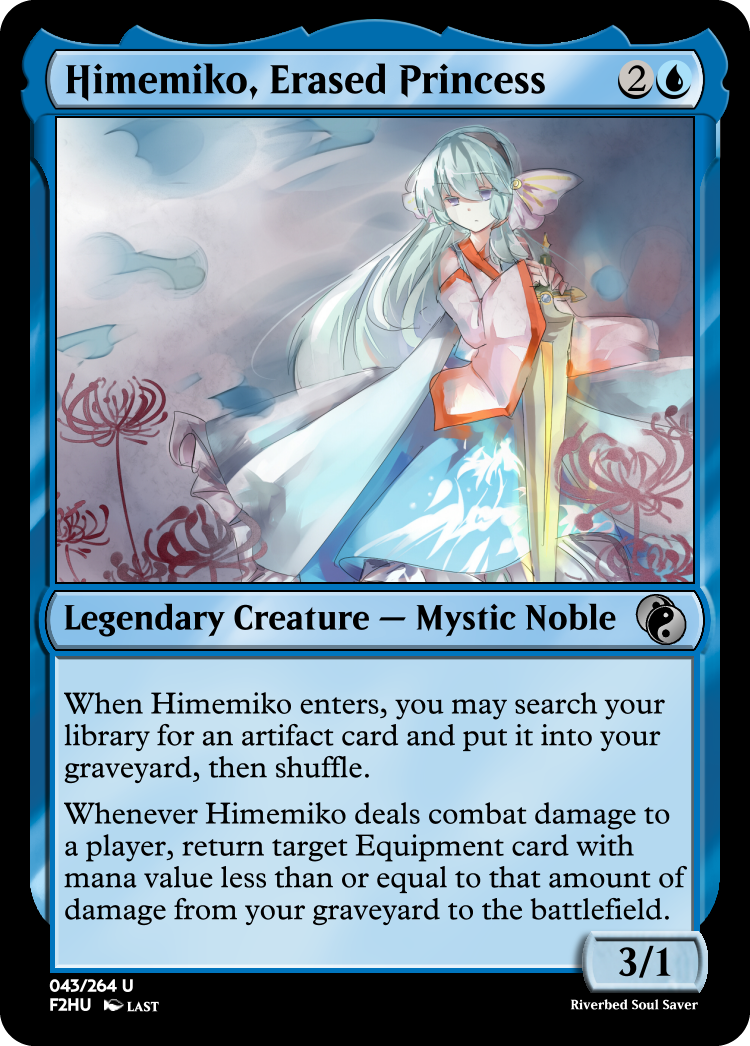 Himemiko, Erased Princess 2
Legendary Creature — Mystic Noble
When Himemiko enters, you may search your
library for an artifact card and put it into your
graveyard, then shuffle.
Whenever Himemiko deals combat damage to
a player, return target Equipment card with
mana value less than or equal to that amount of
damage from your graveyard to the battlefield.
3/1
043/264 U
F2HU LAST
Riverbed Soul Saver